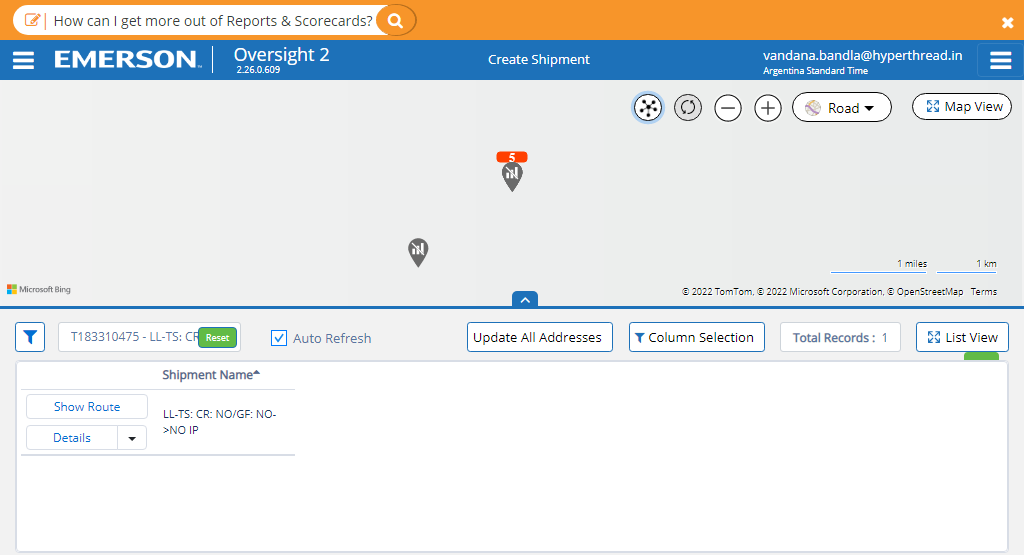 How can I get more out of Reports & Scorecards?
EMERSON
Oversight 2
2.26.0.609
Create Shipment
vandana.bandla@hyperthread.in
Argentina Standard Time
Road
Map View
5
1 miles
1 km
Microsoft Bing
© 2022 TomTom, © 2022 Microsoft Corporation, © OpenStreetMap Terms
T183310475 - LL-TS: CR
Reset
Auto Refresh
Update All Addresses
Column Selection
Total Records : 1
List View
Shipment Name
Show Route
LL-TS: CR: NO/GF: NO-
>NO IP
Details